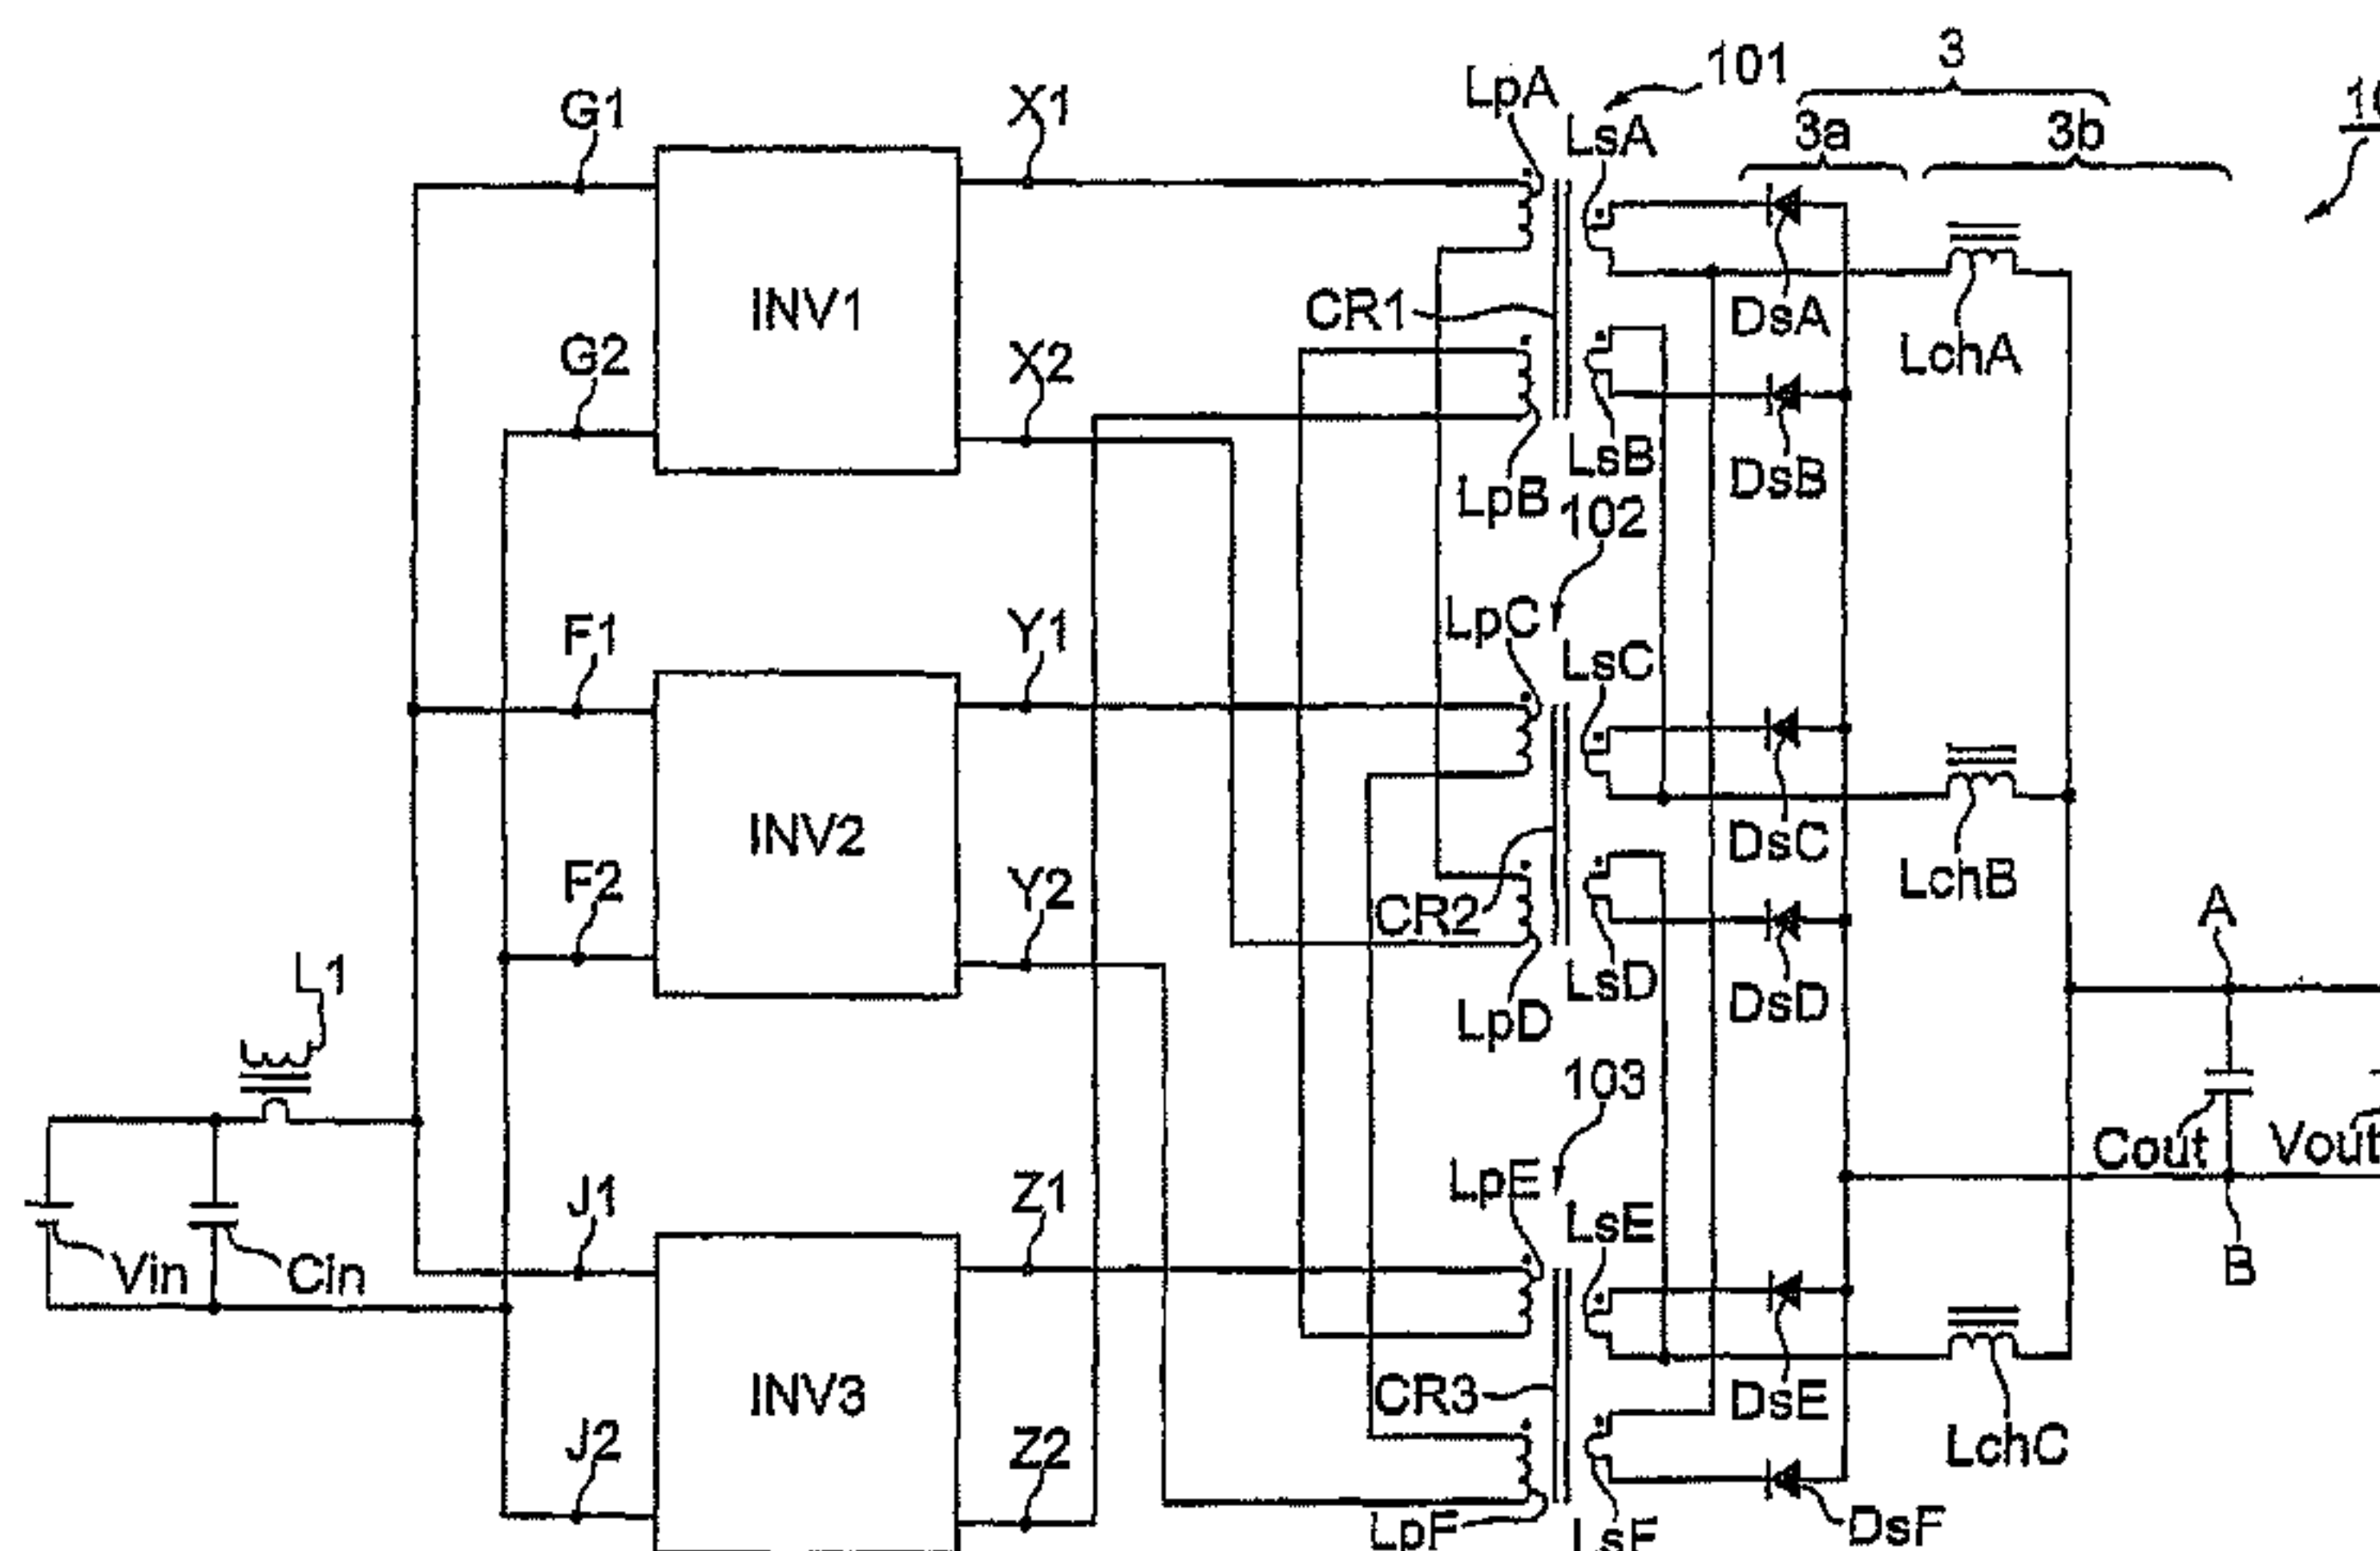 3
101
LpA
G1
X1
3a
3b
LsA
INV1
CR1
DsA
LchA
G2
X2
LsB
DsB
LpB
102
F1
Y1
LpC
LsC
INV2
DsC
LchB
F2
Y2
CR2
A
L1
LsD
DsD
LpD
103
Cout
Vout
LpE
J1
Z1
LsE
Vin
Cin
B
INV3
CR3
DsE
LchC
J2
Z2
LpF
LsF
DsF